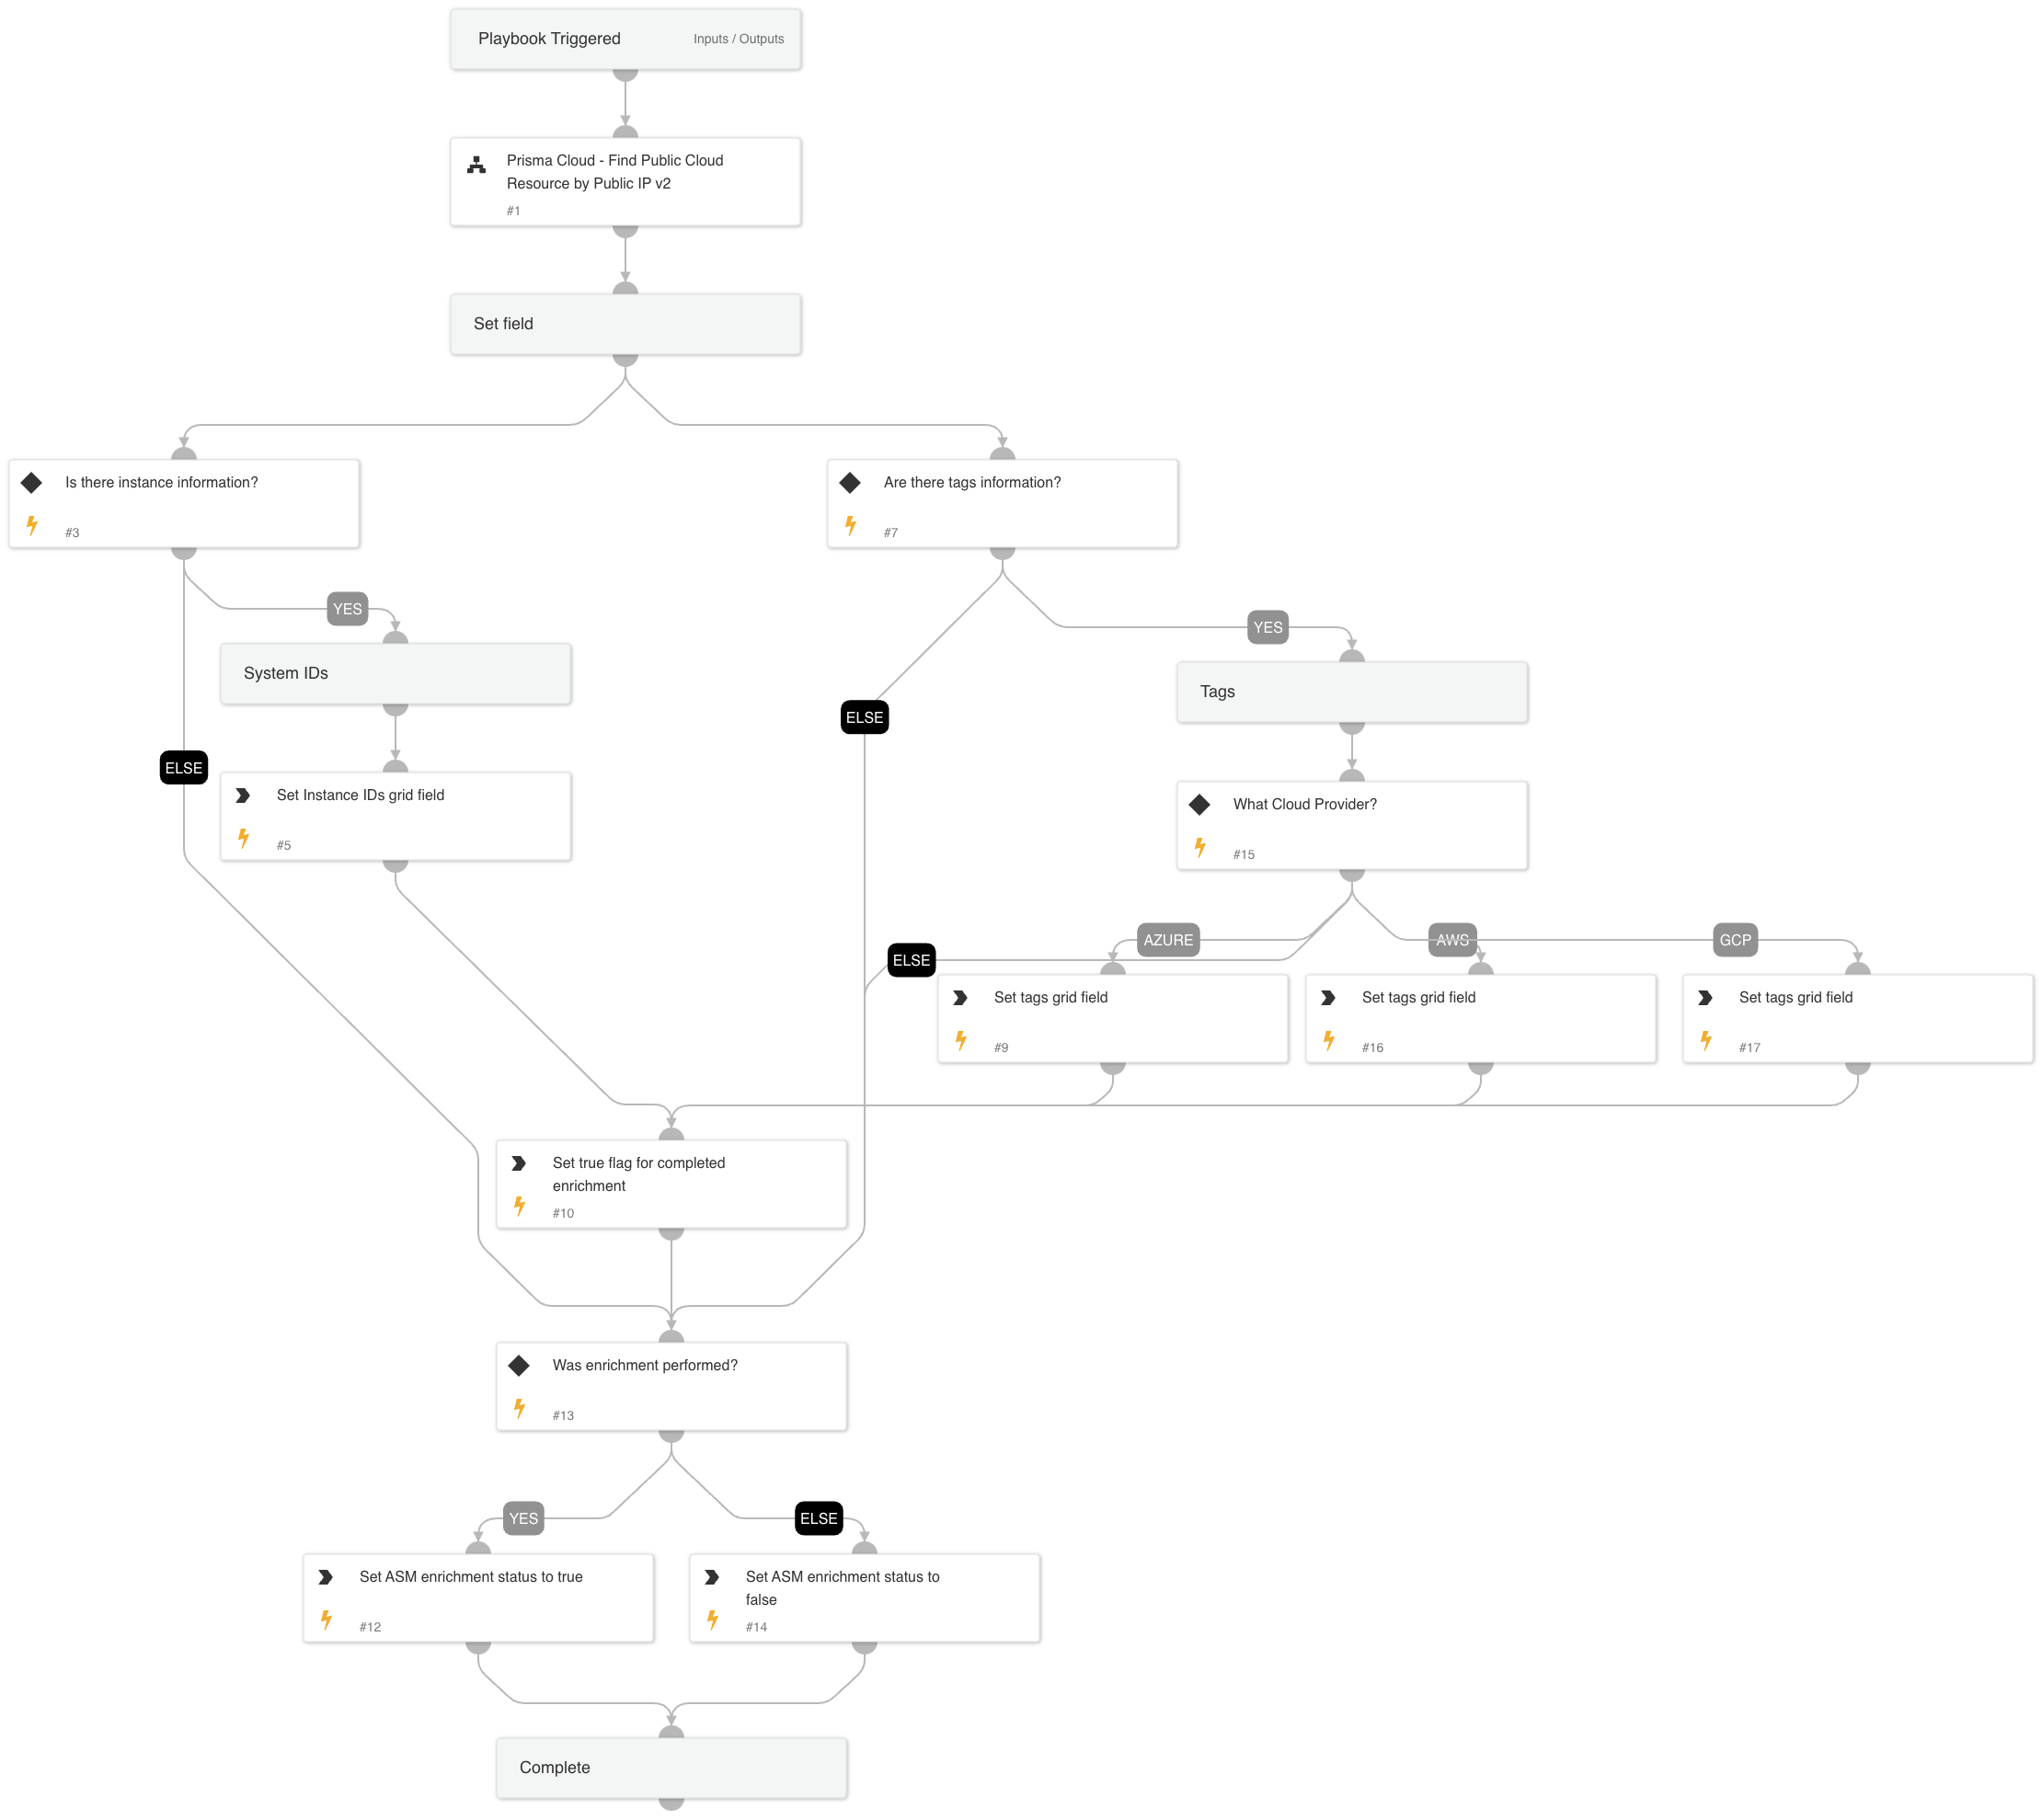 Playbook Triggered Inputs / Outputs
Prisma Cloud - Find Public Cloud
Resource by Public IP v2
#1
Set field
Is there instance information?
#3
Are there tags information?
#7
YES
YES
System IDs
Tags
ELSE
ELSE
Set Instance IDs grid field
#5
What Cloud Provider?
#15
AZURE
AWS
GCP
ELSE
Set tags grid field
#9
Set tags grid field
#16
Set tags grid field
#17
Set true flag for completed
enrichment
#10
Was enrichment performed?
#13
YES
ELSE
Set ASM enrichment status to true
#12
Set ASM enrichment status to
false
#14
Complete